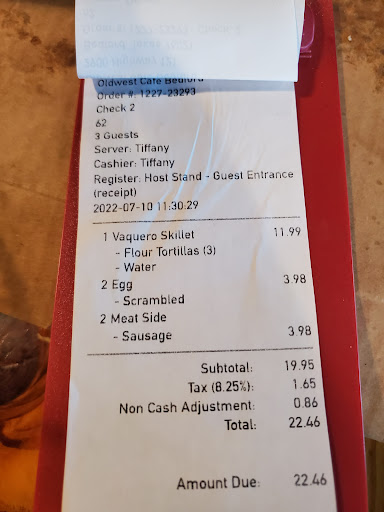 Oldwest Cafe Bedford
Order #: 1227-23293
Check 2
62
3 Guests
Server: Tiffany
Cashier: Tiffany
Register: Host Stand - Guest Entrance
(receipt)
2022-07-10 11:30:29
1 Vaquero Skillet 11.99
- Flour Tortillas (3)
- Water
2 Egg 3.98
- Scrambled
2 Meat Side
- Sausage 3.98
Subtotal: 19.95
Tax (8.25%): 1.65
Non Cash Adjustment: 0.86
Total: 22.46
Amount Due: 22.46